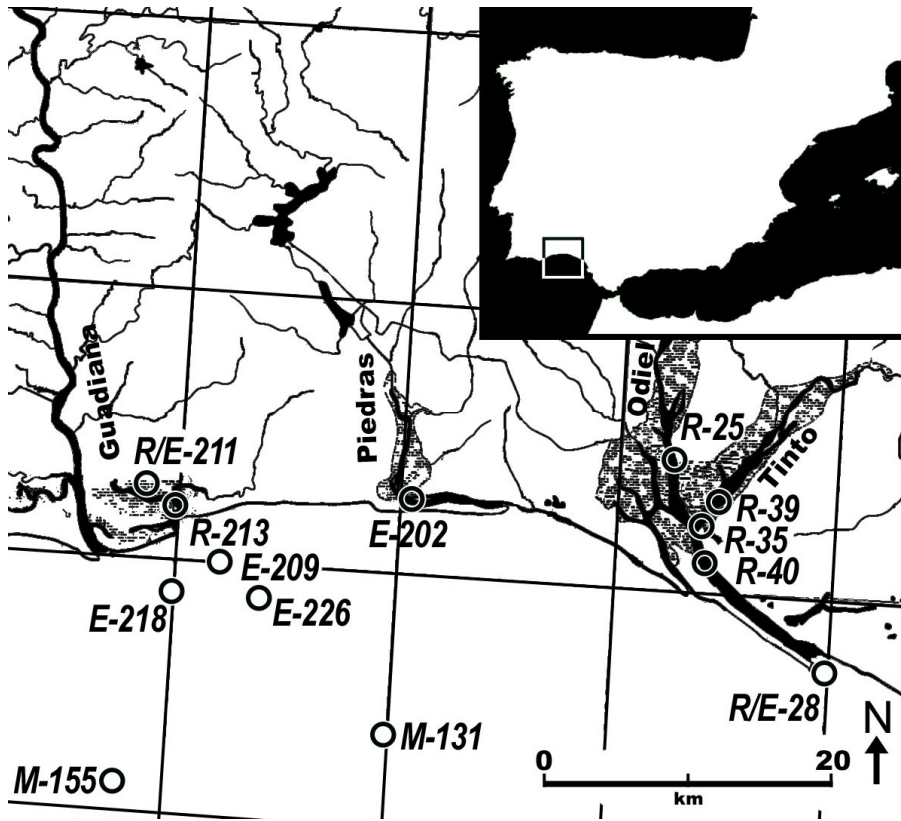 Guadiana
Piedras
Odiel
Tinto
R-25
R/E-211
R-39
R-213
E-202
R-35
R-40
E-209
E-218
E-226
R/E-28
M-131
M-155
N
0 20
km